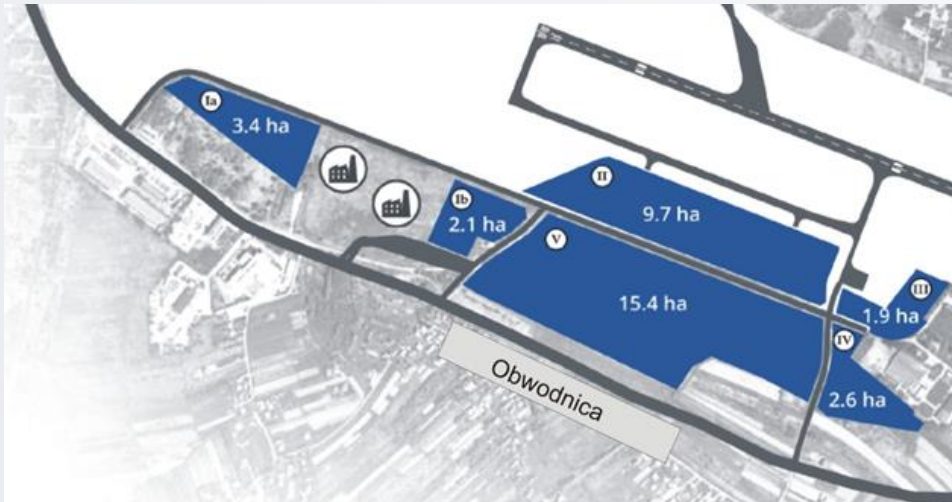 Ia
3.4 ha
Ib
2.1 ha
II
9.7 ha
V
15.4 ha
III
1.9 ha
IV
2.6 ha
Obwodnica